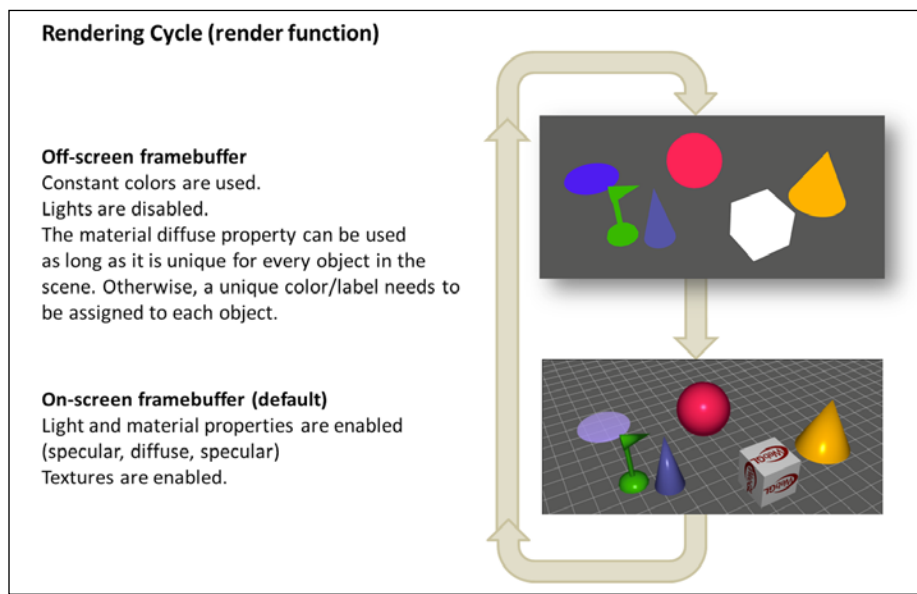 Rendering Cycle (render function)
Off-screen framebuffer
Constant colors are used.
Lights are disabled.
The material diffuse property can be used
as long as it is unique for every object in the
scene. Otherwise, a unique color/label needs to
be assigned to each object.
On-screen framebuffer (default)
Light and material properties are enabled
(specular, diffuse, specular)
Textures are enabled.
WebGL
WebGL
WebGL